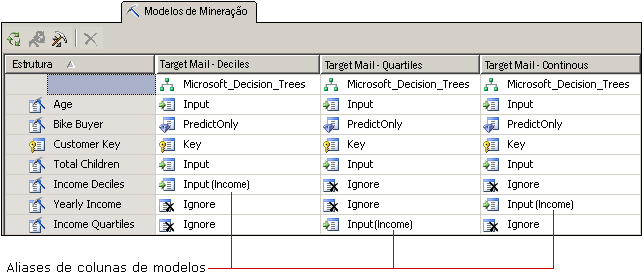 Modelos de Mineração
Estrutura Target Mail - Deciles Target Mail - Quartiles Target Mail - Continous
Microsoft_Decision_Trees Microsoft_Decision_Trees Microsoft_Decision_Trees
Age Input Input Input
Bike Buyer PredictOnly PredictOnly PredictOnly
Customer Key Key Key Key
Total Children Input Input Input
Income Deciles Input (Income) Ignore Ignore
Yearly Income Ignore Ignore Input (Income)
Income Quartiles Ignore Input (Income) Ignore
Aliases de colunas de modelos